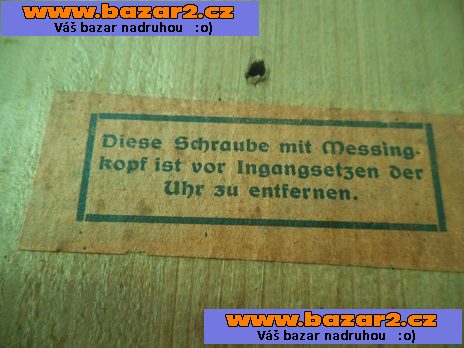 www.bazar2.cz
Váš bazar nadruhou :o)
Diese Schraube mit Messing-
kopf ist vor Ingangsetzen der
Uhr zu entfernen.
www.bazar2.cz
Váš bazar nadruhou :o)